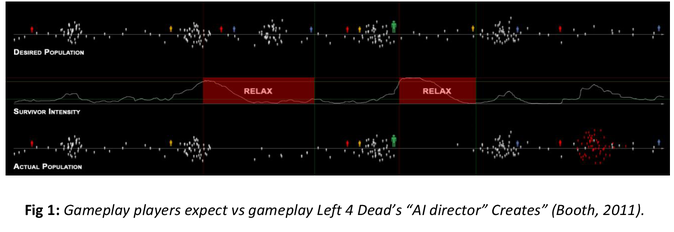 DESIRED POPULATION
RELAX
RELAX
SURVIVOR INTENSITY
ACTUAL POPULATION
Fig 1: Gameplay players expect vs gameplay Left 4 Dead’s “AI director” Creates” (Booth, 2011).